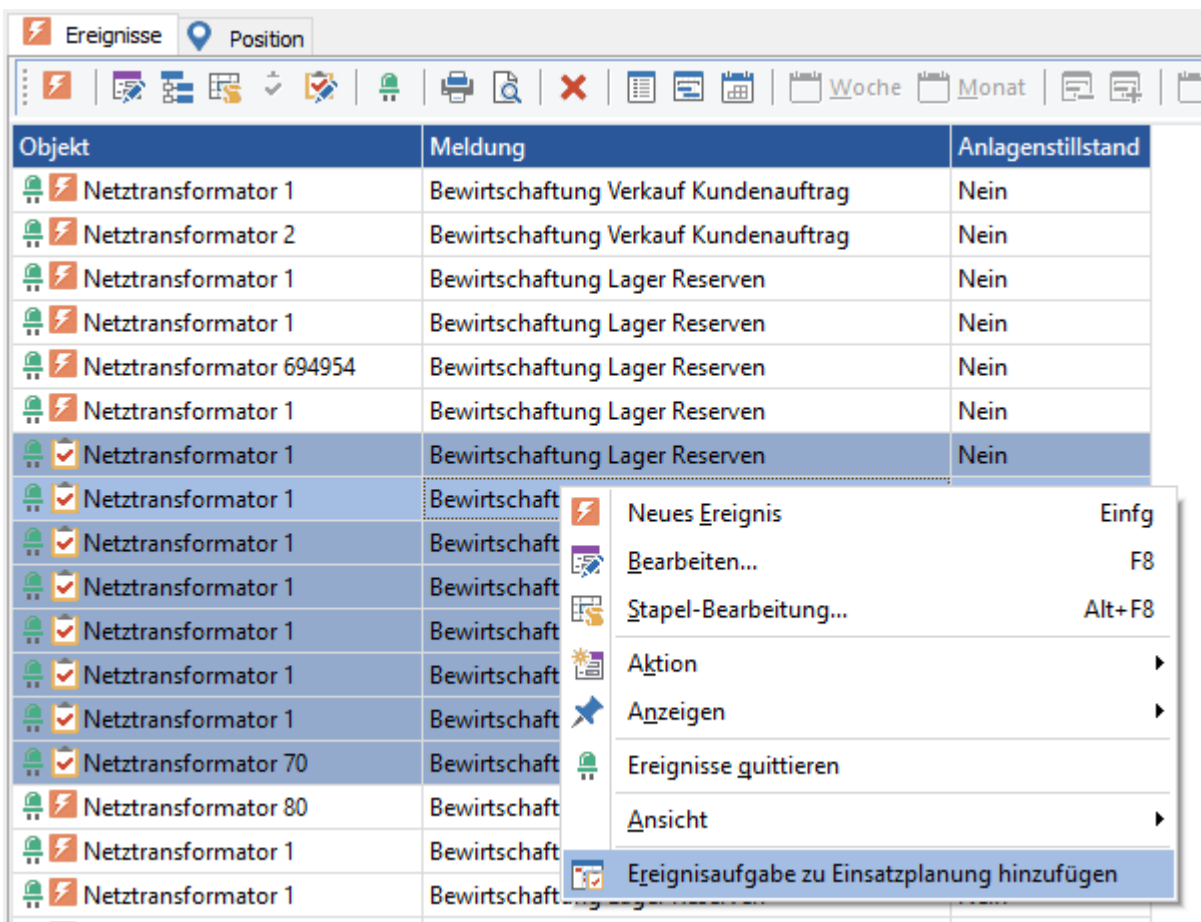 Ereignisse Position
Woche Monat
Objekt Meldung Anlagenstillstand
Netztransformator 1 Bewirtschaftung Verkauf Kundenauftrag Nein
Netztransformator 2 Bewirtschaftung Verkauf Kundenauftrag Nein
Netztransformator 1 Bewirtschaftung Lager Reserven Nein
Netztransformator 1 Bewirtschaftung Lager Reserven Nein
Netztransformator 694954 Bewirtschaftung Lager Reserven Nein
Netztransformator 1 Bewirtschaftung Lager Reserven Nein
Netztransformator 1 Bewirtschaftung Lager Reserven Nein
Netztransformator 1 Bewirtschaft
Neues Ereignis Einfg
Netztransformator 1 Bewirtschaft
Bearbeiten... F8
Netztransformator 1 Bewirtschaft
Stapel-Bearbeitung... Alt+F8
Netztransformator 1 Bewirtschaft
Aktion
Netztransformator 1 Bewirtschaft
Anzeigen
Netztransformator 1 Bewirtschaft
Netztransformator 70 Bewirtschaft
Ereignisse quittieren
Netztransformator 80 Bewirtschaft
Ansicht
Netztransformator 1 Bewirtschaft
Ereignisaufgabe zu Einsatzplanung hinzufügen
Netztransformator 1 Bewirtschaft